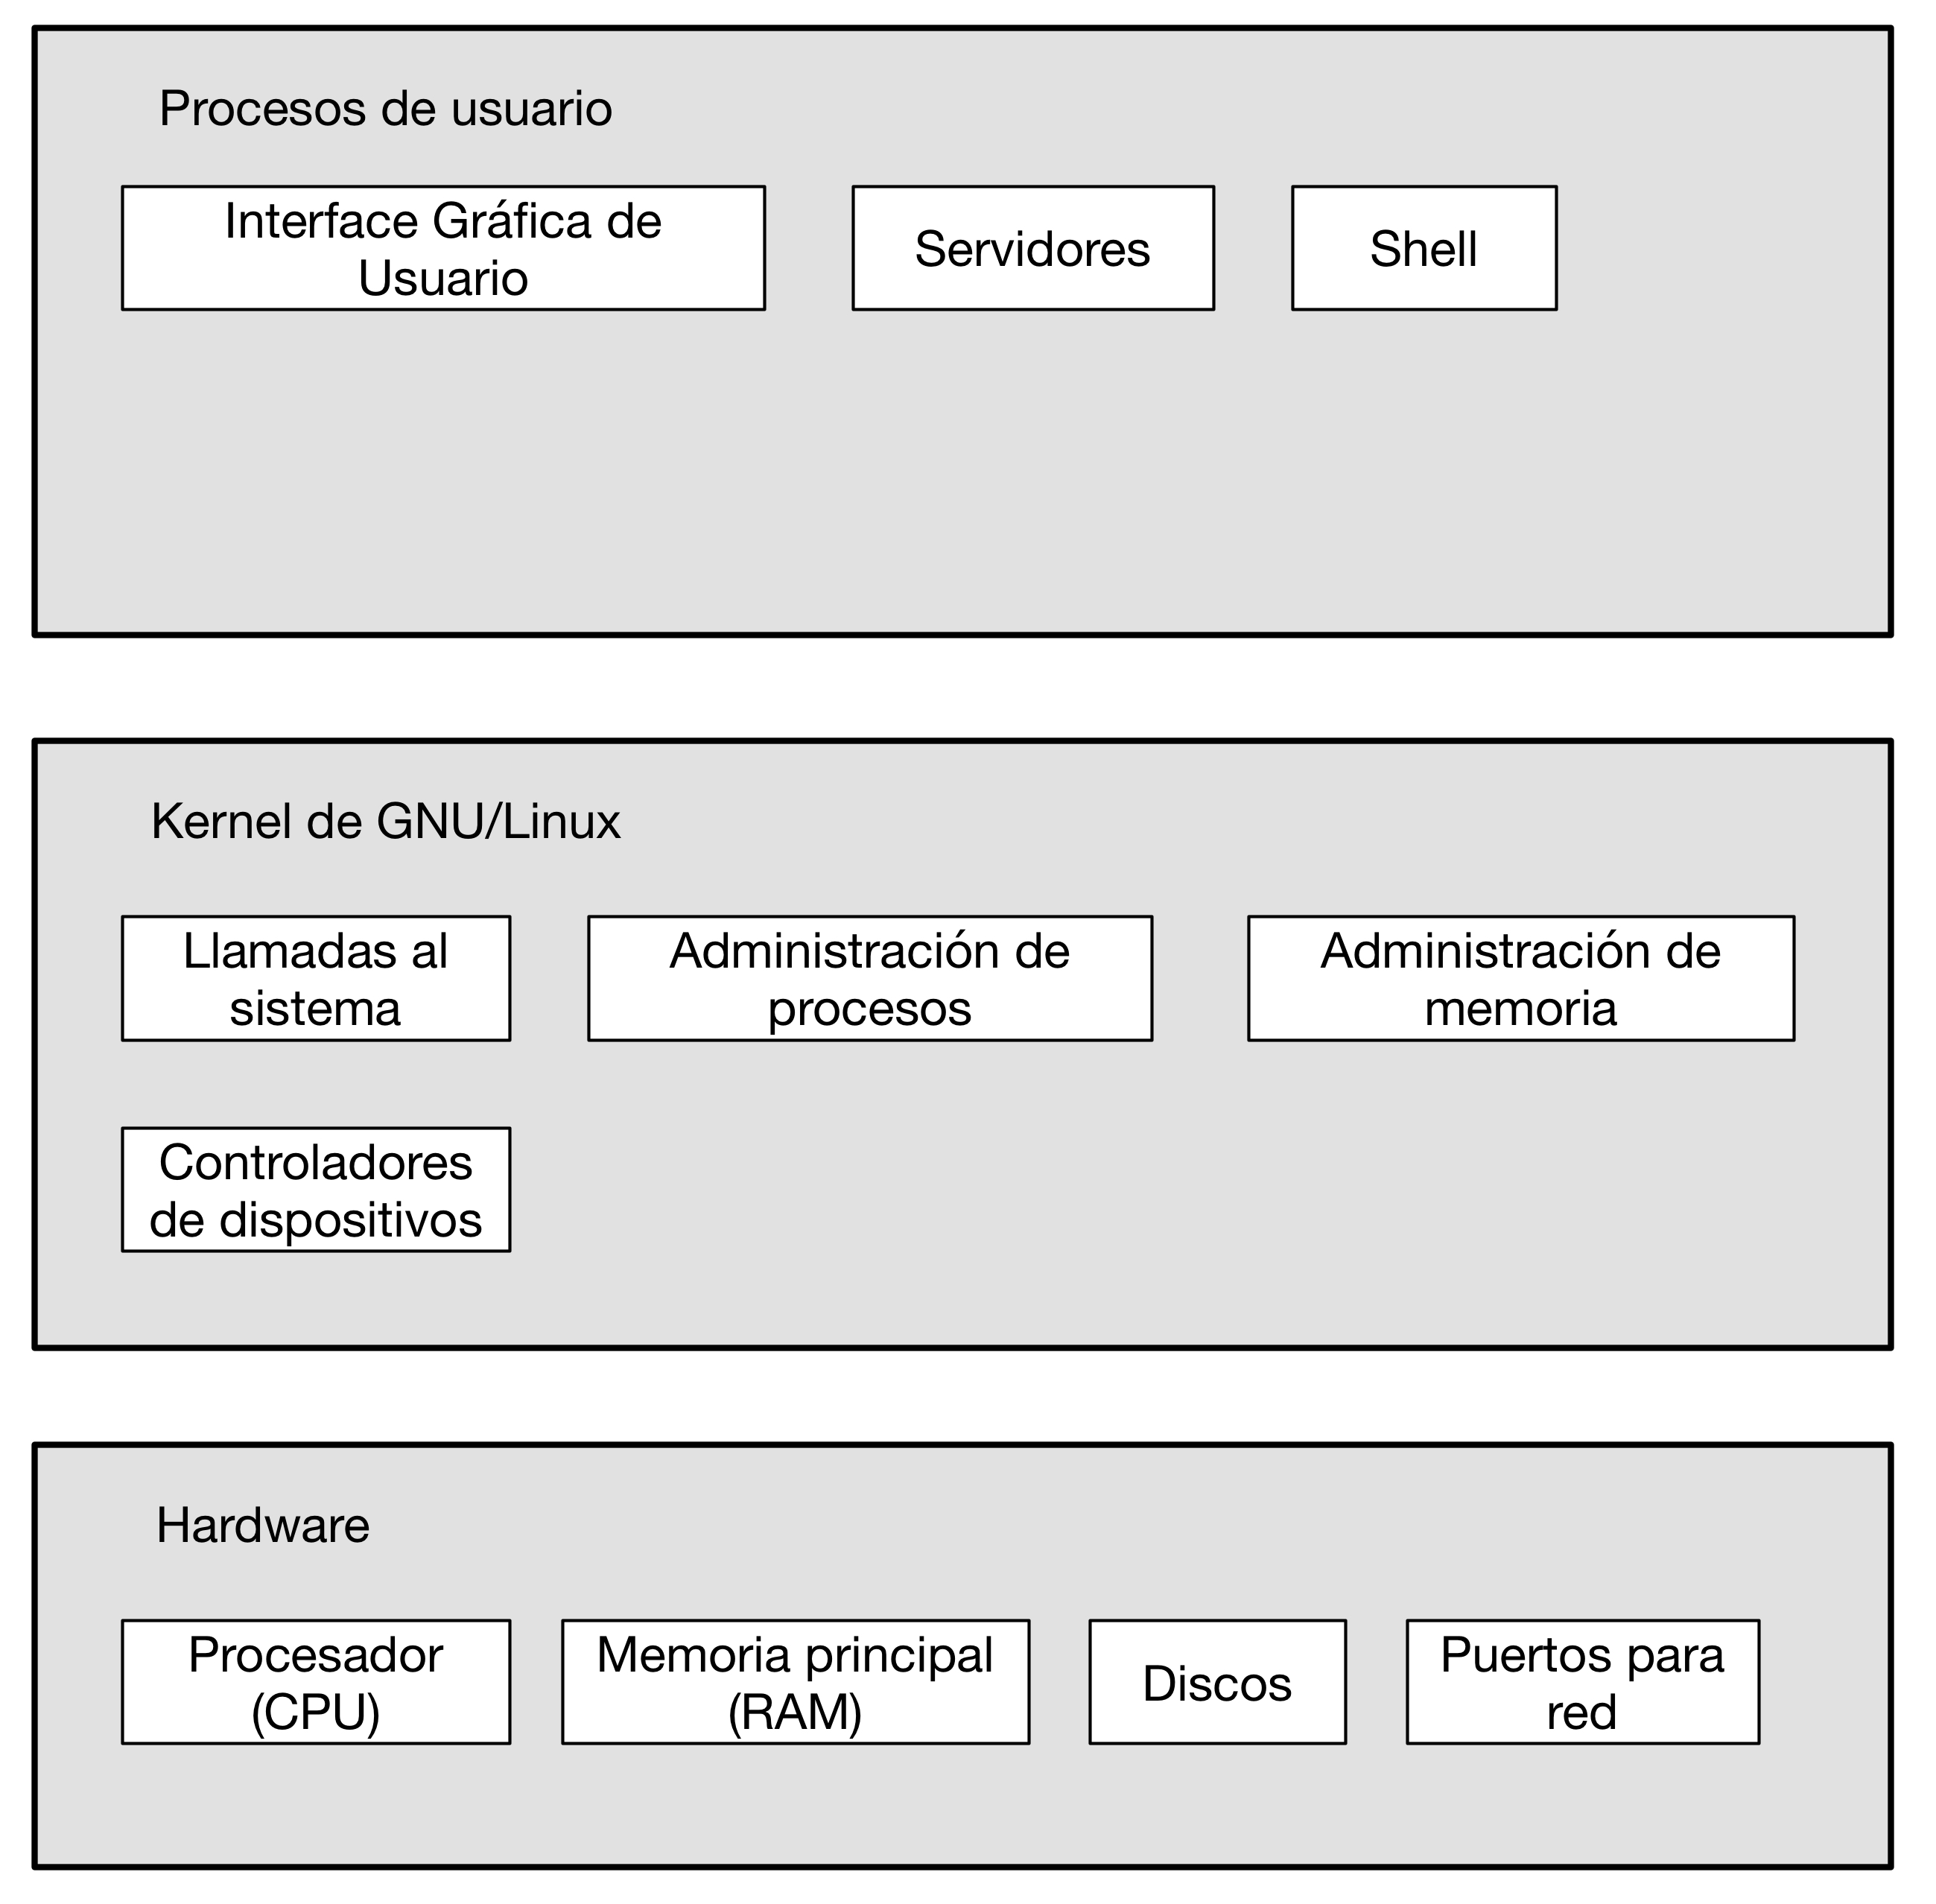 Procesos de usuario
Interface Gráfica de
Usuario
Servidores
Shell
Kernel de GNU/Linux
Llamadas al
sistema
Administración de
procesos
Administración de
memoria
Controladores
de dispositivos
Hardware
Procesador
(CPU)
Memoria principal
(RAM)
Discos
Puertos para
red